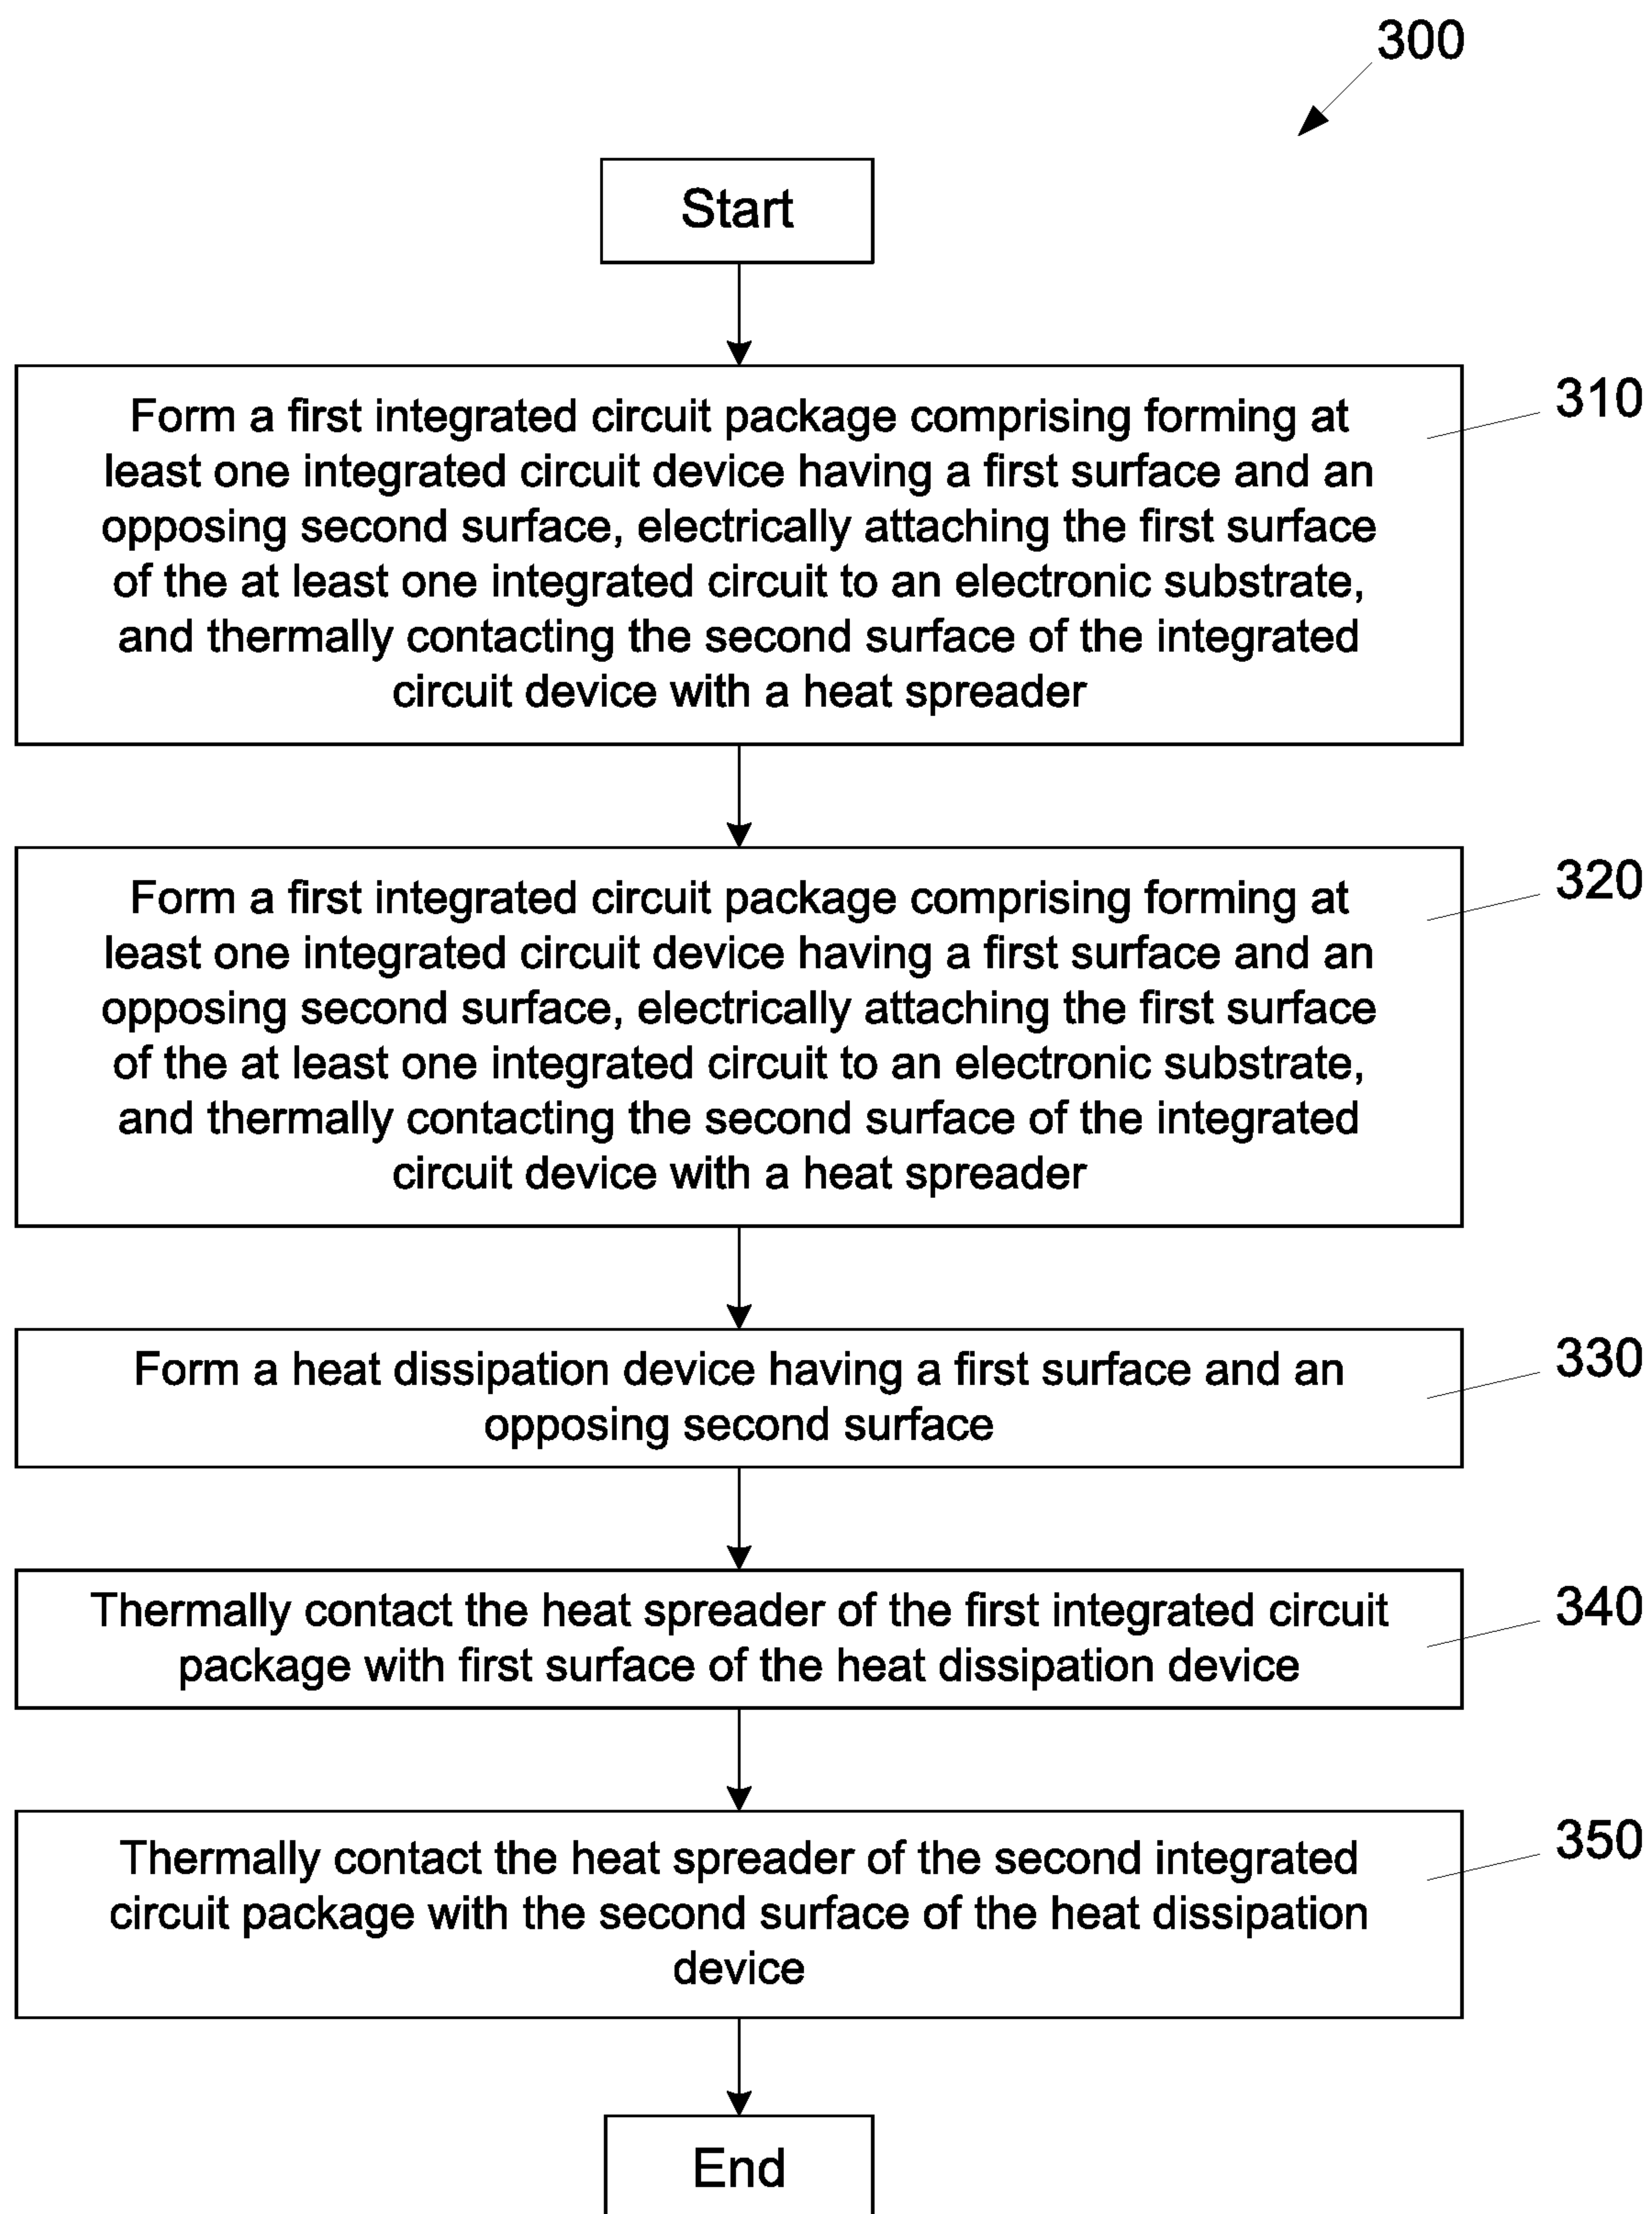 300
Start
310
Form a first integrated circuit package comprising forming at
least one integrated circuit device having a first surface and an
opposing second surface, electrically attaching the first surface
of the at least one integrated circuit to an electronic substrate,
and thermally contacting the second surface of the integrated
circuit device with a heat spreader
320
Form a first integrated circuit package comprising forming at
least one integrated circuit device having a first surface and an
opposing second surface, electrically attaching the first surface
of the at least one integrated circuit to an electronic substrate,
and thermally contacting the second surface of the integrated
circuit device with a heat spreader
330
Form a heat dissipation device having a first surface and an
opposing second surface
340
Thermally contact the heat spreader of the first integrated circuit
package with first surface of the heat dissipation device
350
Thermally contact the heat spreader of the second integrated
circuit package with the second surface of the heat dissipation
device
End